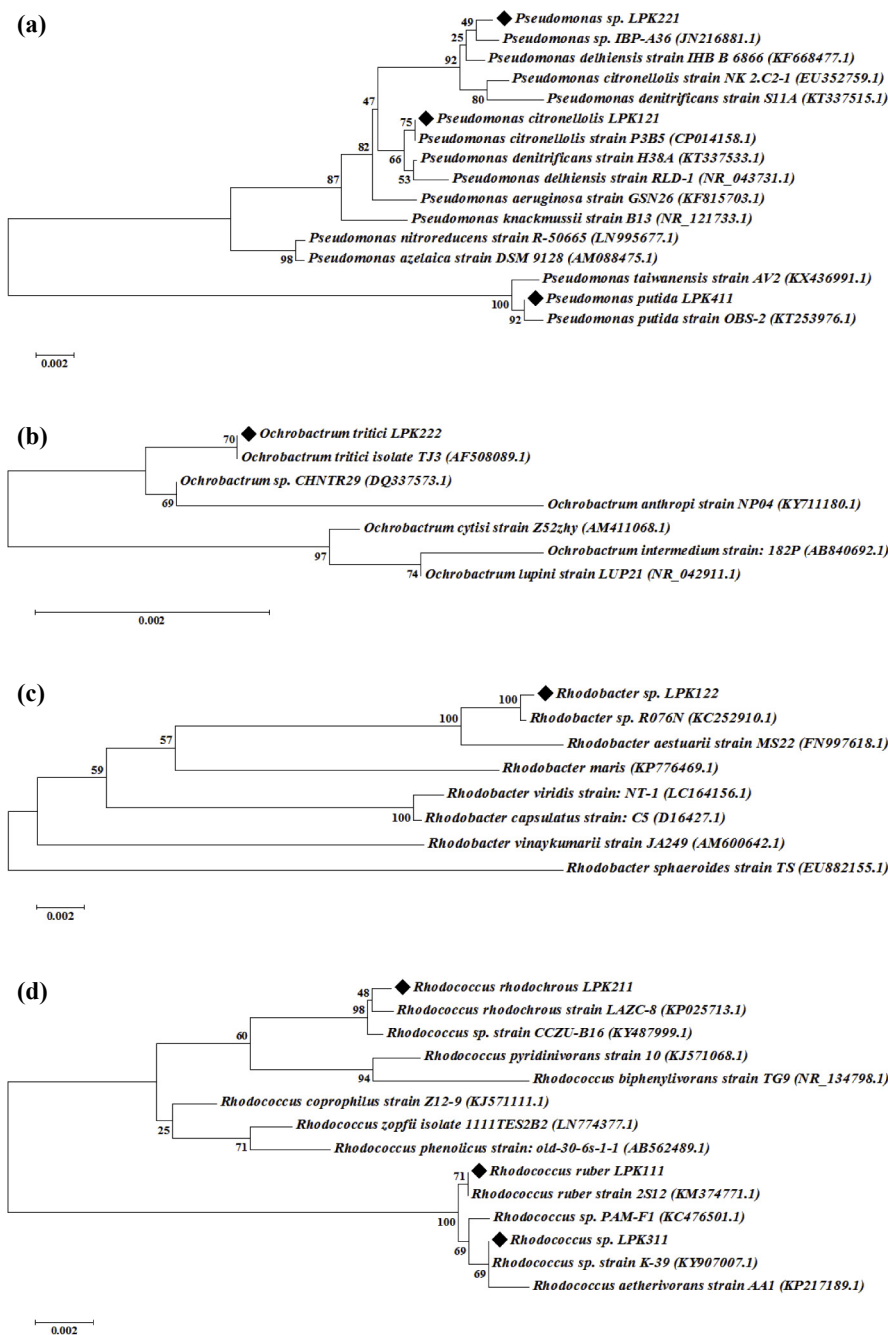 (a)
49
Pseudomonas sp. LPK221
25
Pseudomonas sp. IBP-A36 (JN216881.1)
92
Pseudomonas delhiensis strain IHB B 6866 (KF668477.1)
Pseudomonas citronellolis strain NK 2.C2-1 (EU352759.1)
80
Pseudomonas denitrificans strain S11A (KT337515.1)
47
75
Pseudomonas citronellolis LPK121
Pseudomonas citronellolis strain P3B5 (CP014158.1)
82
66
Pseudomonas denitrificans strain H38A (KT337533.1)
53
Pseudomonas delhiensis strain RLD-1 (NR_043731.1)
87
Pseudomonas aeruginosa strain GSN26 (KF815703.1)
Pseudomonas knackmussii strain B13 (NR_121733.1)
Pseudomonas nitroreducens strain R-50665 (LN995677.1)
98
Pseudomonas azelaica strain DSM 9128 (AM088475.1)
Pseudomonas taiwanensis strain AV2 (KX436991.1)
100
Pseudomonas putida LPK411
92
Pseudomonas putida strain OBS-2 (KT253976.1)
0.002
(b)
70
Ochrobactrum tritici LPK222
Ochrobactrum tritici isolate TJ3 (AF508089.1)
Ochrobactrum sp. CHNTR29 (DQ337573.1)
69
Ochrobactrum anthropi strain NP04 (KY711180.1)
Ochrobactrum cytisi strain Z52zhy (AM411068.1)
97
Ochrobactrum intermedium strain: 182P (AB840692.1)
74
Ochrobactrum lupini strain LUP21 (NR_042911.1)
0.002
(c)
100
Rhodobacter sp. LPK122
100
Rhodobacter sp. R076N (KC252910.1)
57
Rhodobacter aestuarii strain MS22 (FN997618.1)
59
Rhodobacter maris (KP776469.1)
Rhodobacter viridis strain: NT-1 (LC164156.1)
100
Rhodobacter capsulatus strain: C5 (D16427.1)
Rhodobacter vinaykumarii strain JA249 (AM600642.1)
Rhodobacter sphaeroides strain TS (EU882155.1)
0.002
(d)
48
Rhodococcus rhodochrous LPK211
98
Rhodococcus rhodochrous strain LAZC-8 (KP025713.1)
60
Rhodococcus sp. strain CCZU-B16 (KY487999.1)
Rhodococcus pyridinivorans strain 10 (KJ571068.1)
94
Rhodococcus biphenylivorans strain TG9 (NR_134798.1)
Rhodococcus coprophilus strain Z12-9 (KJ571111.1)
25
Rhodococcus zopfii isolate 1111TES2B2 (LN774377.1)
71
Rhodococcus phenolicus strain: old-30-6s-1-1 (AB562489.1)
71
Rhodococcus ruber LPK111
Rhodococcus ruber strain 2S12 (KM374771.1)
100
Rhodococcus sp. PAM-F1 (KC476501.1)
69
Rhodococcus sp. LPK311
Rhodococcus sp. strain K-39 (KY907007.1)
69
Rhodococcus aetherivorans strain AA1 (KP217189.1)
0.002